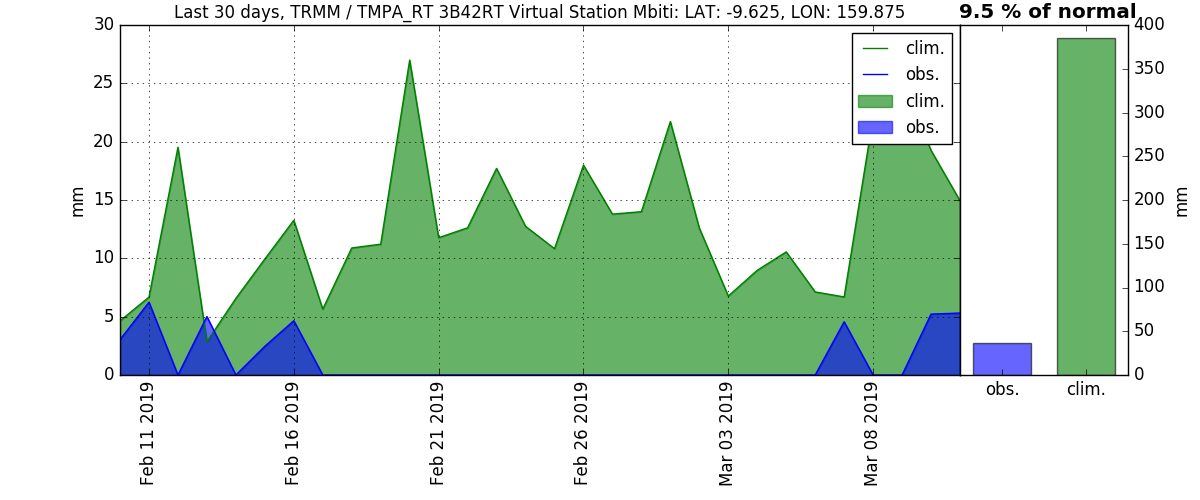 Last 30 days, TRMM / TMPA_RT 3B42RT Virtual Station Mbiti: LAT: -9.625, LON: 159.875
9.5 % of normal
30
25
20
15
10
5
0
mm
clim.
obs.
clim.
obs.
400
350
300
250
200
150
100
50
0
mm
obs.
clim.
Feb 11 2019
Feb 16 2019
Feb 21 2019
Feb 26 2019
Mar 03 2019
Mar 08 2019